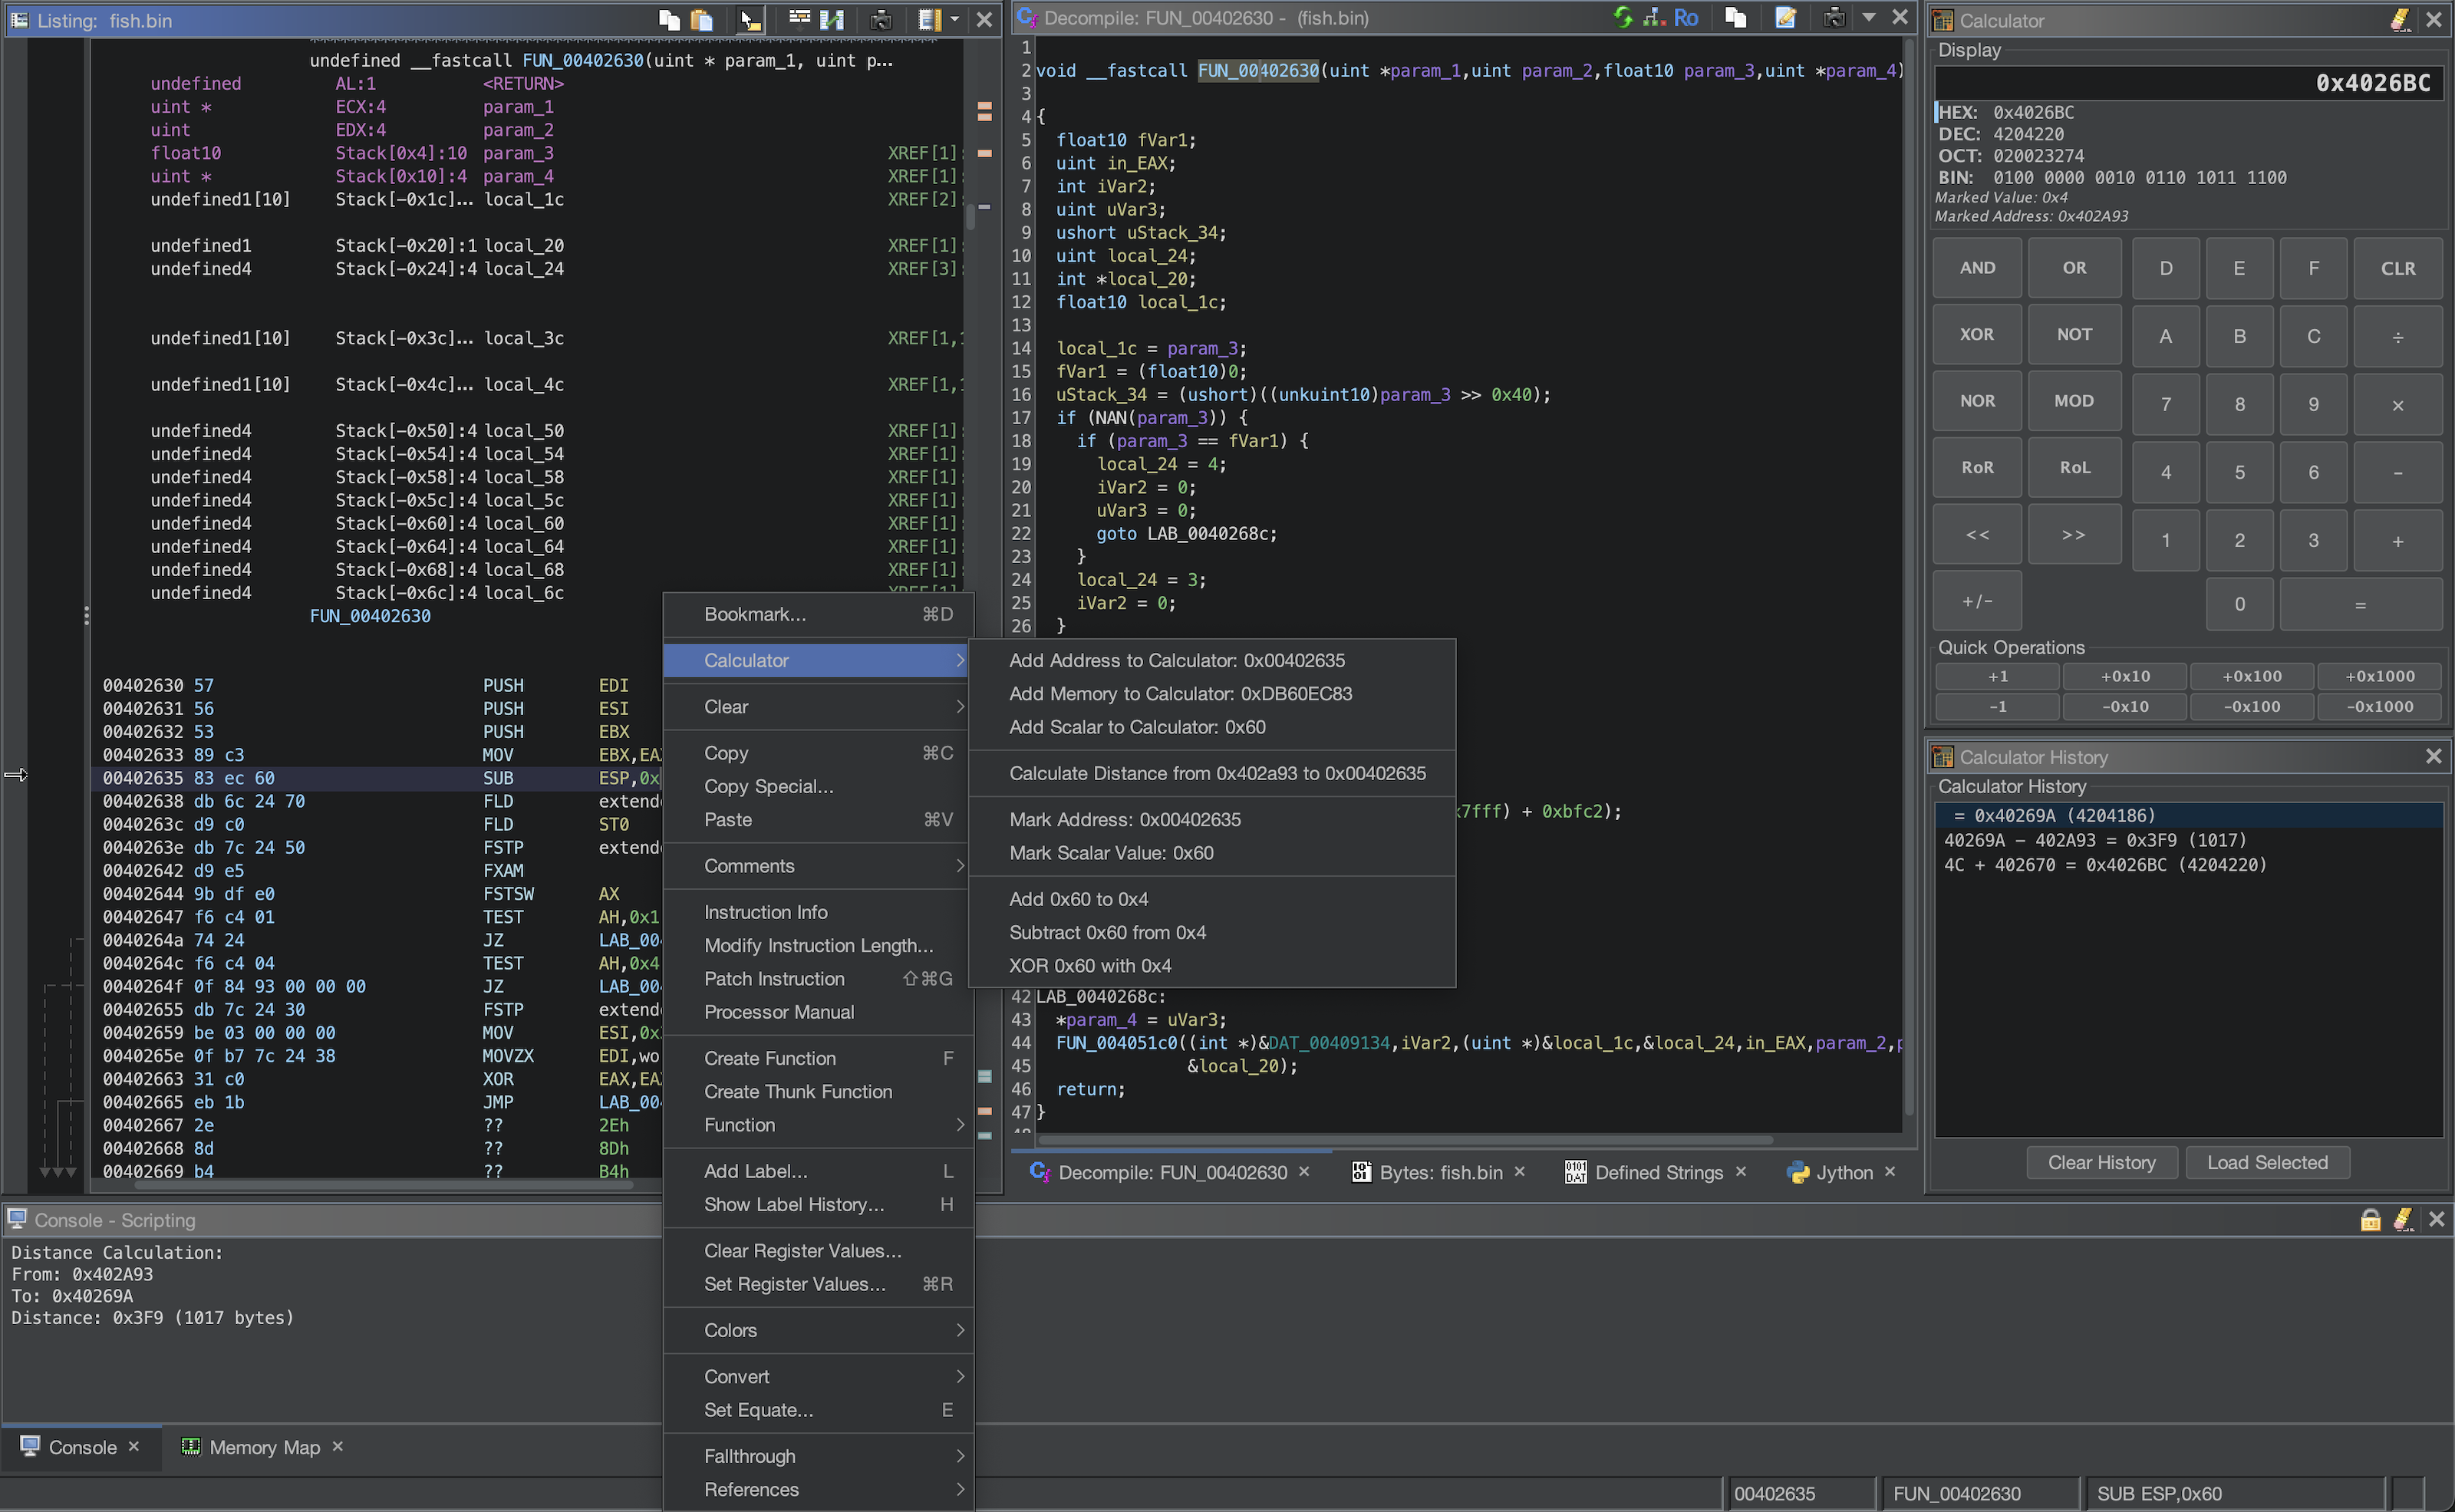 Listing: fish.bin
undefined __fastcall FUN_00402630(uint * param_1, uint p...
undefined AL:1 <RETURN>
uint * ECX:4 param_1
uint EDX:4 param_2
float10 Stack[0x4]:10 param_3 XREF[1]:
uint * Stack[0x10]:4 param_4 XREF[1]:
undefined1[10] Stack[-0x1c]... local_1c XREF[2]:
undefined1 Stack[-0x20]:1 local_20 XREF[1]:
undefined4 Stack[-0x24]:4 local_24 XREF[3]:
undefined1[10] Stack[-0x3c]... local_3c XREF[1,
undefined1[10] Stack[-0x4c]... local_4c XREF[1,
undefined4 Stack[-0x50]:4 local_50 XREF[1]:
undefined4 Stack[-0x54]:4 local_54 XREF[1]:
undefined4 Stack[-0x58]:4 local_58 XREF[1]:
undefined4 Stack[-0x5c]:4 local_5c XREF[1]:
undefined4 Stack[-0x60]:4 local_60 XREF[1]:
undefined4 Stack[-0x64]:4 local_64 XREF[1]:
undefined4 Stack[-0x68]:4 local_68 XREF[1]:
undefined4 Stack[-0x6c]:4 local_6c
FUN_00402630
00402630 57 PUSH EDI
00402631 56 PUSH ESI
00402632 53 PUSH EBX
00402633 89 c3 MOV EBX,EA
00402635 83 ec 60 SUB ESP,0x
00402638 db 6c 24 70 FLD extend
0040263c d9 c0 FLD ST0
0040263e db 7c 24 50 FSTP extend
00402642 d9 e5 FXAM
00402644 9b df e0 FSTSW AX
00402647 f6 c4 01 TEST AH,0x1
0040264a 74 24 JZ LAB_00
0040264c f6 c4 04 TEST AH,0x4
0040264f 0f 84 93 00 00 00 JZ LAB_00
00402655 db 7c 24 30 FSTP extend
00402659 be 03 00 00 00 MOV ESI,0x
0040265e 0f b7 7c 24 38 MOVZX EDI,wo
00402663 31 c0 XOR EAX,EA
00402665 eb 1b JMP LAB_00
00402667 2e ?? 2Eh
00402668 8d ?? 8Dh
00402669 b4 ?? B4h
Bookmark... ⌘D
Calculator
Clear
Copy ⌘C
Copy Special...
Paste ⌘V
Comments
Instruction Info
Modify Instruction Length...
Patch Instruction ⇧⌘G
Processor Manual
Create Function F
Create Thunk Function
Function
Add Label... L
Show Label History... H
Clear Register Values...
Set Register Values... ⌘R
Colors
Convert
Set Equate... E
Fallthrough
References
Add Address to Calculator: 0x00402635
Add Memory to Calculator: 0xDB60EC83
Add Scalar to Calculator: 0x60
Calculate Distance from 0x402a93 to 0x00402635
Mark Address: 0x00402635
Mark Scalar Value: 0x60
Add 0x60 to 0x4
Subtract 0x60 from 0x4
XOR 0x60 with 0x4
Decompile: FUN_00402630 - (fish.bin)
Ro
1
2 void __fastcall FUN_00402630(uint *param_1,uint param_2,float10 param_3,uint *param_4)
3
4 {
5 float10 fVar1;
6 uint in_EAX;
7 int iVar2;
8 uint uVar3;
9 ushort uStack_34;
10 uint local_24;
11 int *local_20;
12 float10 local_1c;
13
14 local_1c = param_3;
15 fVar1 = (float10)0;
16 uStack_34 = (ushort)((unkuint10)param_3 >> 0x40);
17 if (NAN(param_3)) {
18 if (param_3 == fVar1) {
19 local_24 = 4;
20 iVar2 = 0;
21 uVar3 = 0;
22 goto LAB_0040268c;
23 }
24 local_24 = 3;
25 iVar2 = 0;
26 }
x7fff) + 0xbfc2);
42 LAB_0040268c:
43 *param_4 = uVar3;
44 FUN_004051c0((int *)&DAT_00409134,iVar2,(uint *)&local_1c,&local_24,in_EAX,param_2,p
45 &local_20);
46 return;
47 }
Decompile: FUN_00402630 ×
Bytes: fish.bin ×
Defined Strings ×
Jython ×
Calculator
Display
0x4026BC
HEX: 0x4026BC
DEC: 4204220
OCT: 020023274
BIN: 0100 0000 0010 0110 1011 1100
Marked Value: 0x4
Marked Address: 0x402A93
AND OR D E F CLR
XOR NOT A B C ÷
NOR MOD 7 8 9 ×
RoR RoL 4 5 6 −
<< >> 1 2 3 +
+/− 0 =
Quick Operations
+1 +0x10 +0x100 +0x1000
−1 −0x10 −0x100 −0x1000
Calculator History
Calculator History
= 0x40269A (4204186)
40269A − 402A93 = 0x3F9 (1017)
4C + 402670 = 0x4026BC (4204220)
Clear History Load Selected
Console - Scripting
Distance Calculation:
From: 0x402A93
To: 0x40269A
Distance: 0x3F9 (1017 bytes)
Console ×
Memory Map ×
00402635 FUN_00402630 SUB ESP,0x60